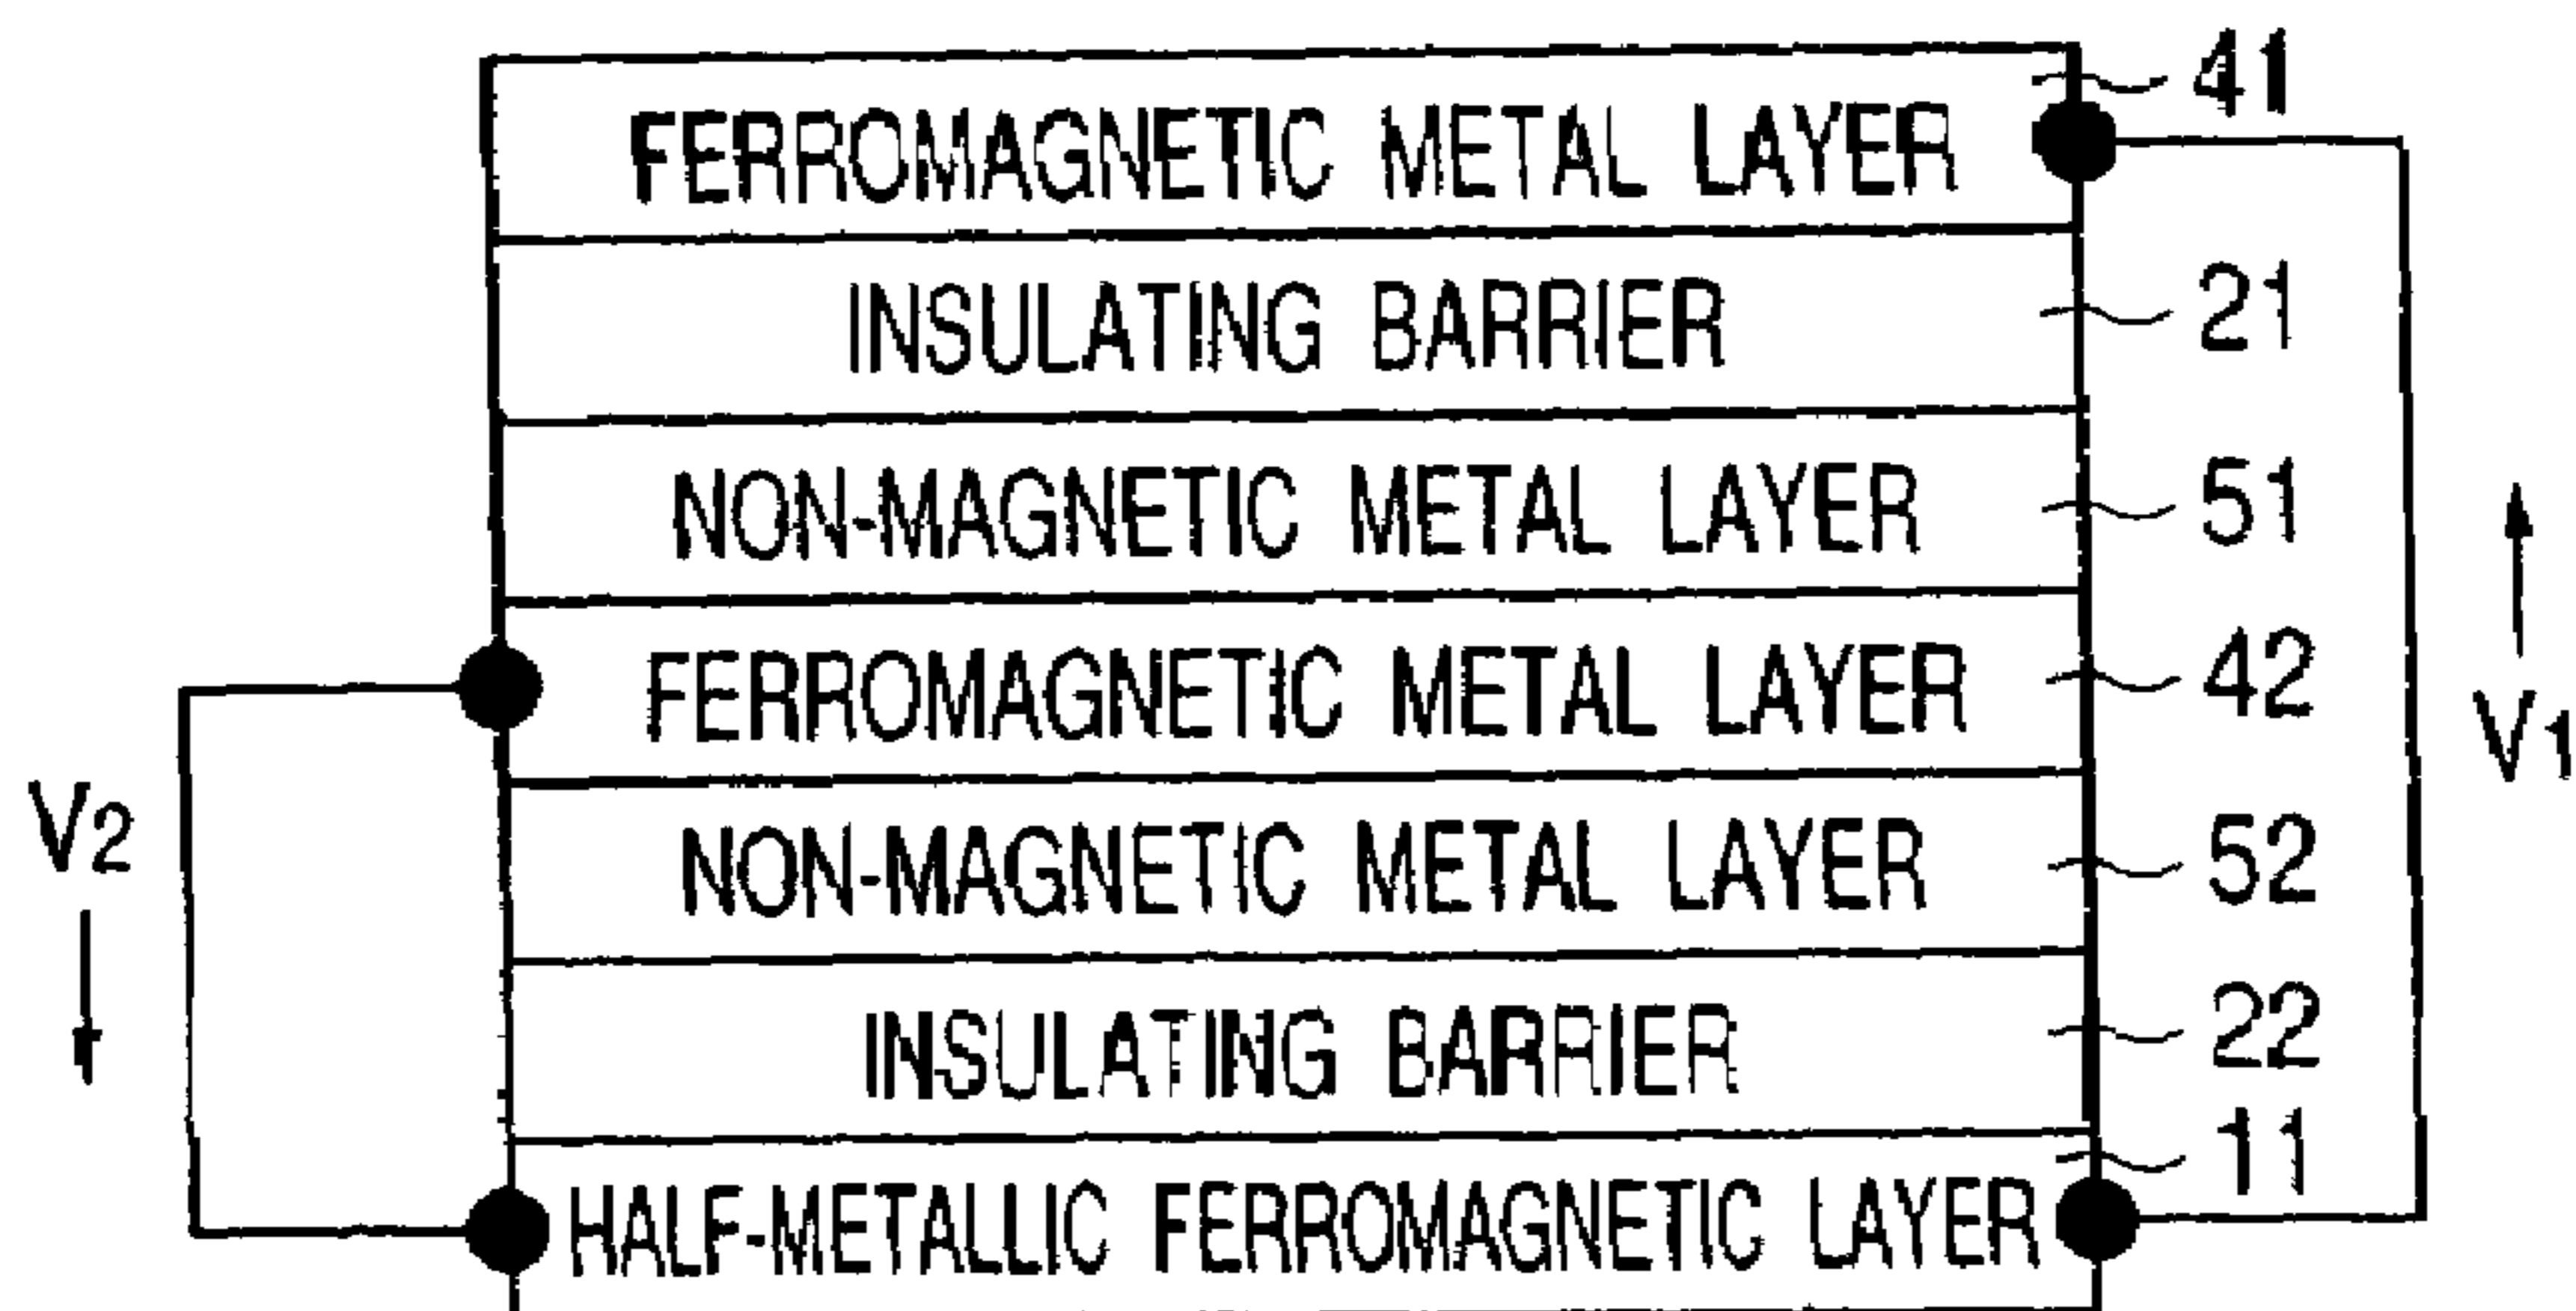 FERROMAGNETIC METAL LAYER 41
INSULATING BARRIER 21
NON-MAGNETIC METAL LAYER 51
FERROMAGNETIC METAL LAYER 42
V1
V2
NON-MAGNETIC METAL LAYER 52
INSULATING BARRIER 22
11
HALF-METALLIC FERROMAGNETIC LAYER